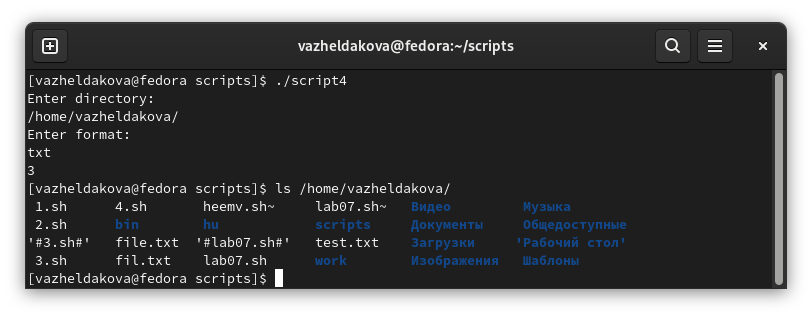 vazheldakova@fedora:~/scripts
[vazheldakova@fedora scripts]$ ./script4
Enter directory:
/home/vazheldakova/
Enter format:
txt
3
[vazheldakova@fedora scripts]$ ls /home/vazheldakova/
1.sh 4.sh heemv.sh~ lab07.sh~ Видео Музыка
2.sh bin hu scripts Документы Общедоступные
'#3.sh#' file.txt '#lab07.sh#' test.txt Загрузки 'Рабочий стол'
3.sh fil.txt lab07.sh work Изображения Шаблоны
[vazheldakova@fedora scripts]$